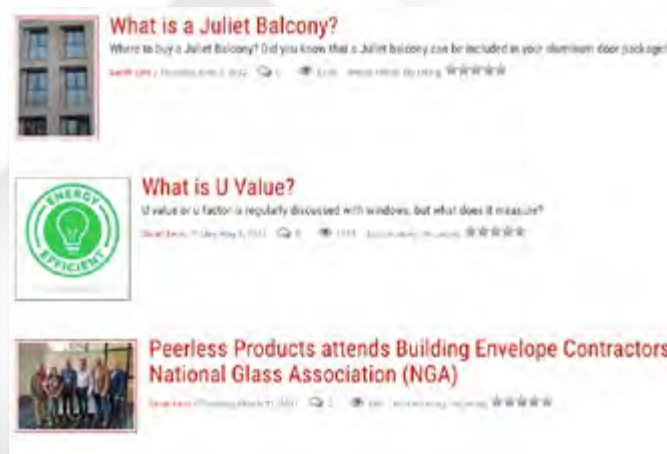 What is a Juliet Balcony?
Where to buy a Juliet Balcony? Did you know that a Juliet balcony can be included in your aluminum door package?
ENERGY
EFFICIENT
What is U Value?
U value or u factor is regularly discussed with windows, but what does it measure?
Peerless Products attends Building Envelope Contractors
National Glass Association (NGA)